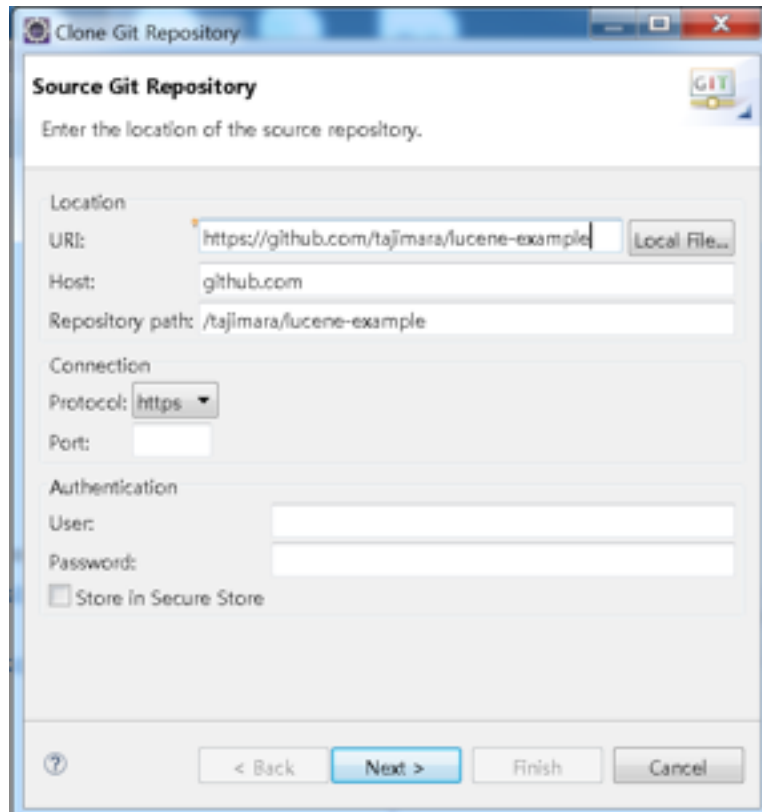 Clone Git Repository
Source Git Repository
GIT
Enter the location of the source repository.
Location
URI: https://github.com/tajimara/lucene-example Local File...
Host: github.com
Repository path: /tajimara/lucene-example
Connection
Protocol: https
Port:
Authentication
User:
Password:
Store in Secure Store
? < Back Next > Finish Cancel